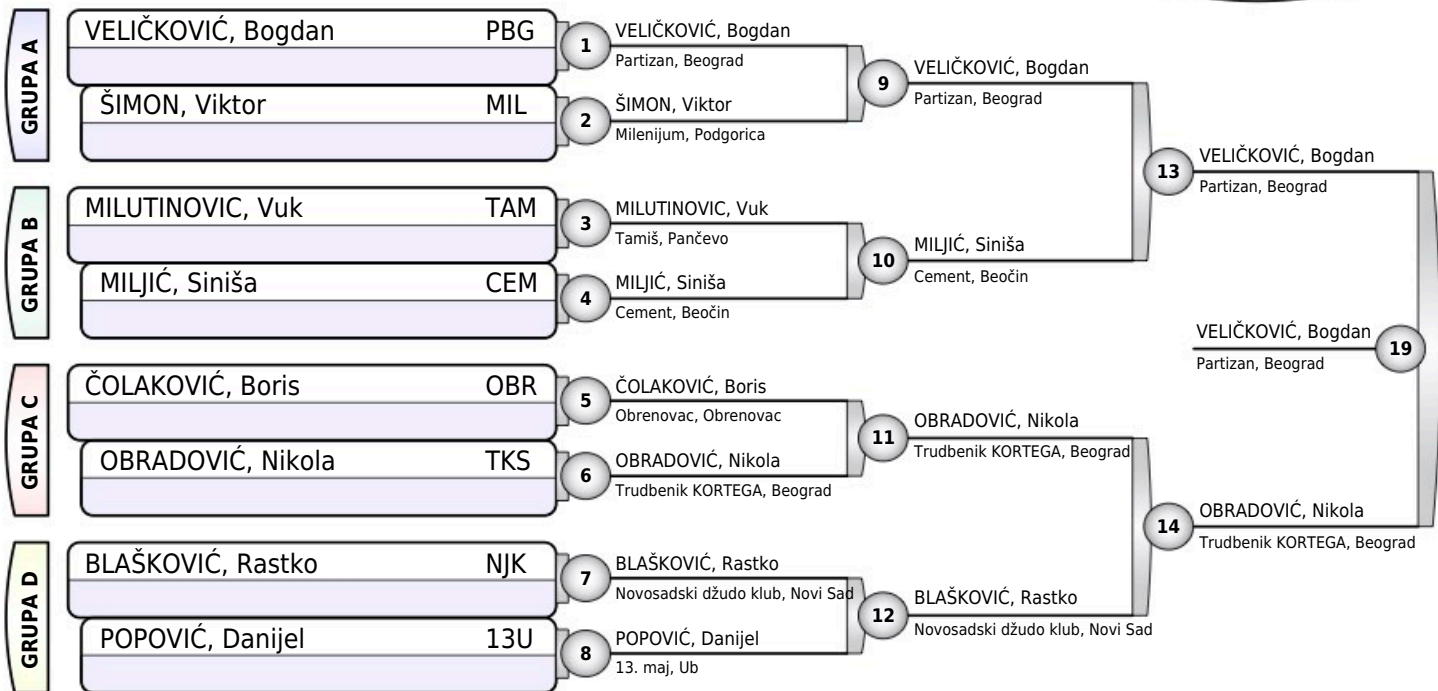 GRUPA A
VELIČKOVIĆ, Bogdan PBG
ŠIMON, Viktor MIL
1
VELIČKOVIĆ, Bogdan
Partizan, Beograd
2
ŠIMON, Viktor
Milenijum, Podgorica
9
VELIČKOVIĆ, Bogdan
Partizan, Beograd
GRUPA B
MILUTINOVIC, Vuk TAM
MILJIĆ, Siniša CEM
3
MILUTINOVIC, Vuk
Tamiš, Pančevo
4
MILJIĆ, Siniša
Cement, Beočin
10
MILJIĆ, Siniša
Cement, Beočin
13
VELIČKOVIĆ, Bogdan
Partizan, Beograd
GRUPA C
ČOLAKOVIĆ, Boris OBR
OBRADOVIĆ, Nikola TKS
5
ČOLAKOVIĆ, Boris
Obrenovac, Obrenovac
6
OBRADOVIĆ, Nikola
Trudbenik KORTEGA, Beograd
11
OBRADOVIĆ, Nikola
Trudbenik KORTEGA, Beograd
GRUPA D
BLAŠKOVIĆ, Rastko NJK
POPOVIĆ, Danijel 13U
7
BLAŠKOVIĆ, Rastko
Novosadski džudo klub, Novi Sad
8
POPOVIĆ, Danijel
13. maj, Ub
12
BLAŠKOVIĆ, Rastko
Novosadski džudo klub, Novi Sad
14
OBRADOVIĆ, Nikola
Trudbenik KORTEGA, Beograd
VELIČKOVIĆ, Bogdan
Partizan, Beograd
19